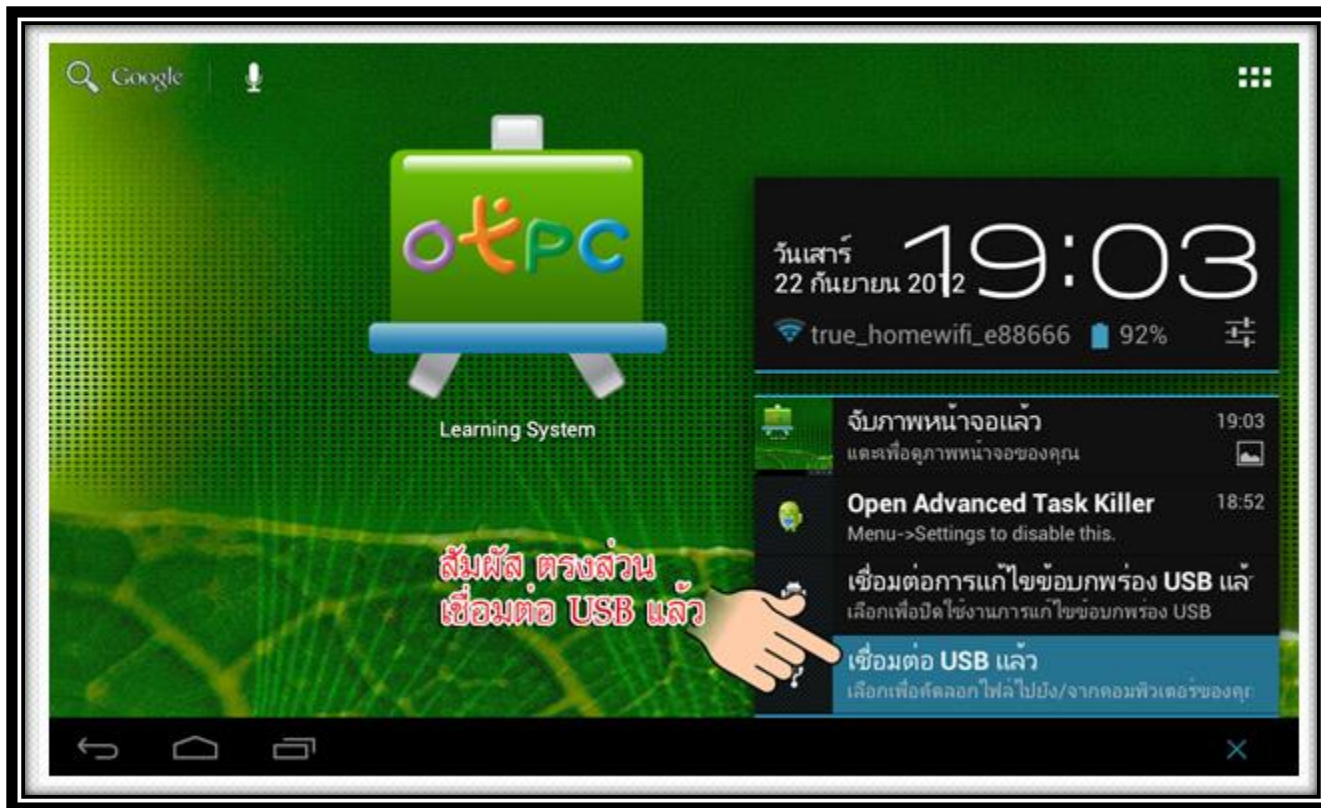 Google
otpc
Learning System
วันเสาร์
22 กันยายน 2012
19:03
true_homewifi_e88666 92%
จับภาพหน้าจอแล้ว 19:03
แตะเพื่อดูภาพหน้าจอของคุณ
Open Advanced Task Killer 18:52
Menu->Settings to disable this.
เชื่อมต่อการแก้ไขข้อบกพร่อง USB แล้
เลือกเพื่อปิดใช้งานการแก้ไขข้อบกพร่อง USB
เชื่อมต่อ USB แล้ว
เลือกเพื่อคัดลอกไฟล์ไปยัง/จากคอมพิวเตอร์ของคุณ
สัมผัส ตรงส่วน
เชื่อมต่อ USB แล้ว